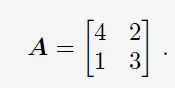 A = [4 2
1 3] .